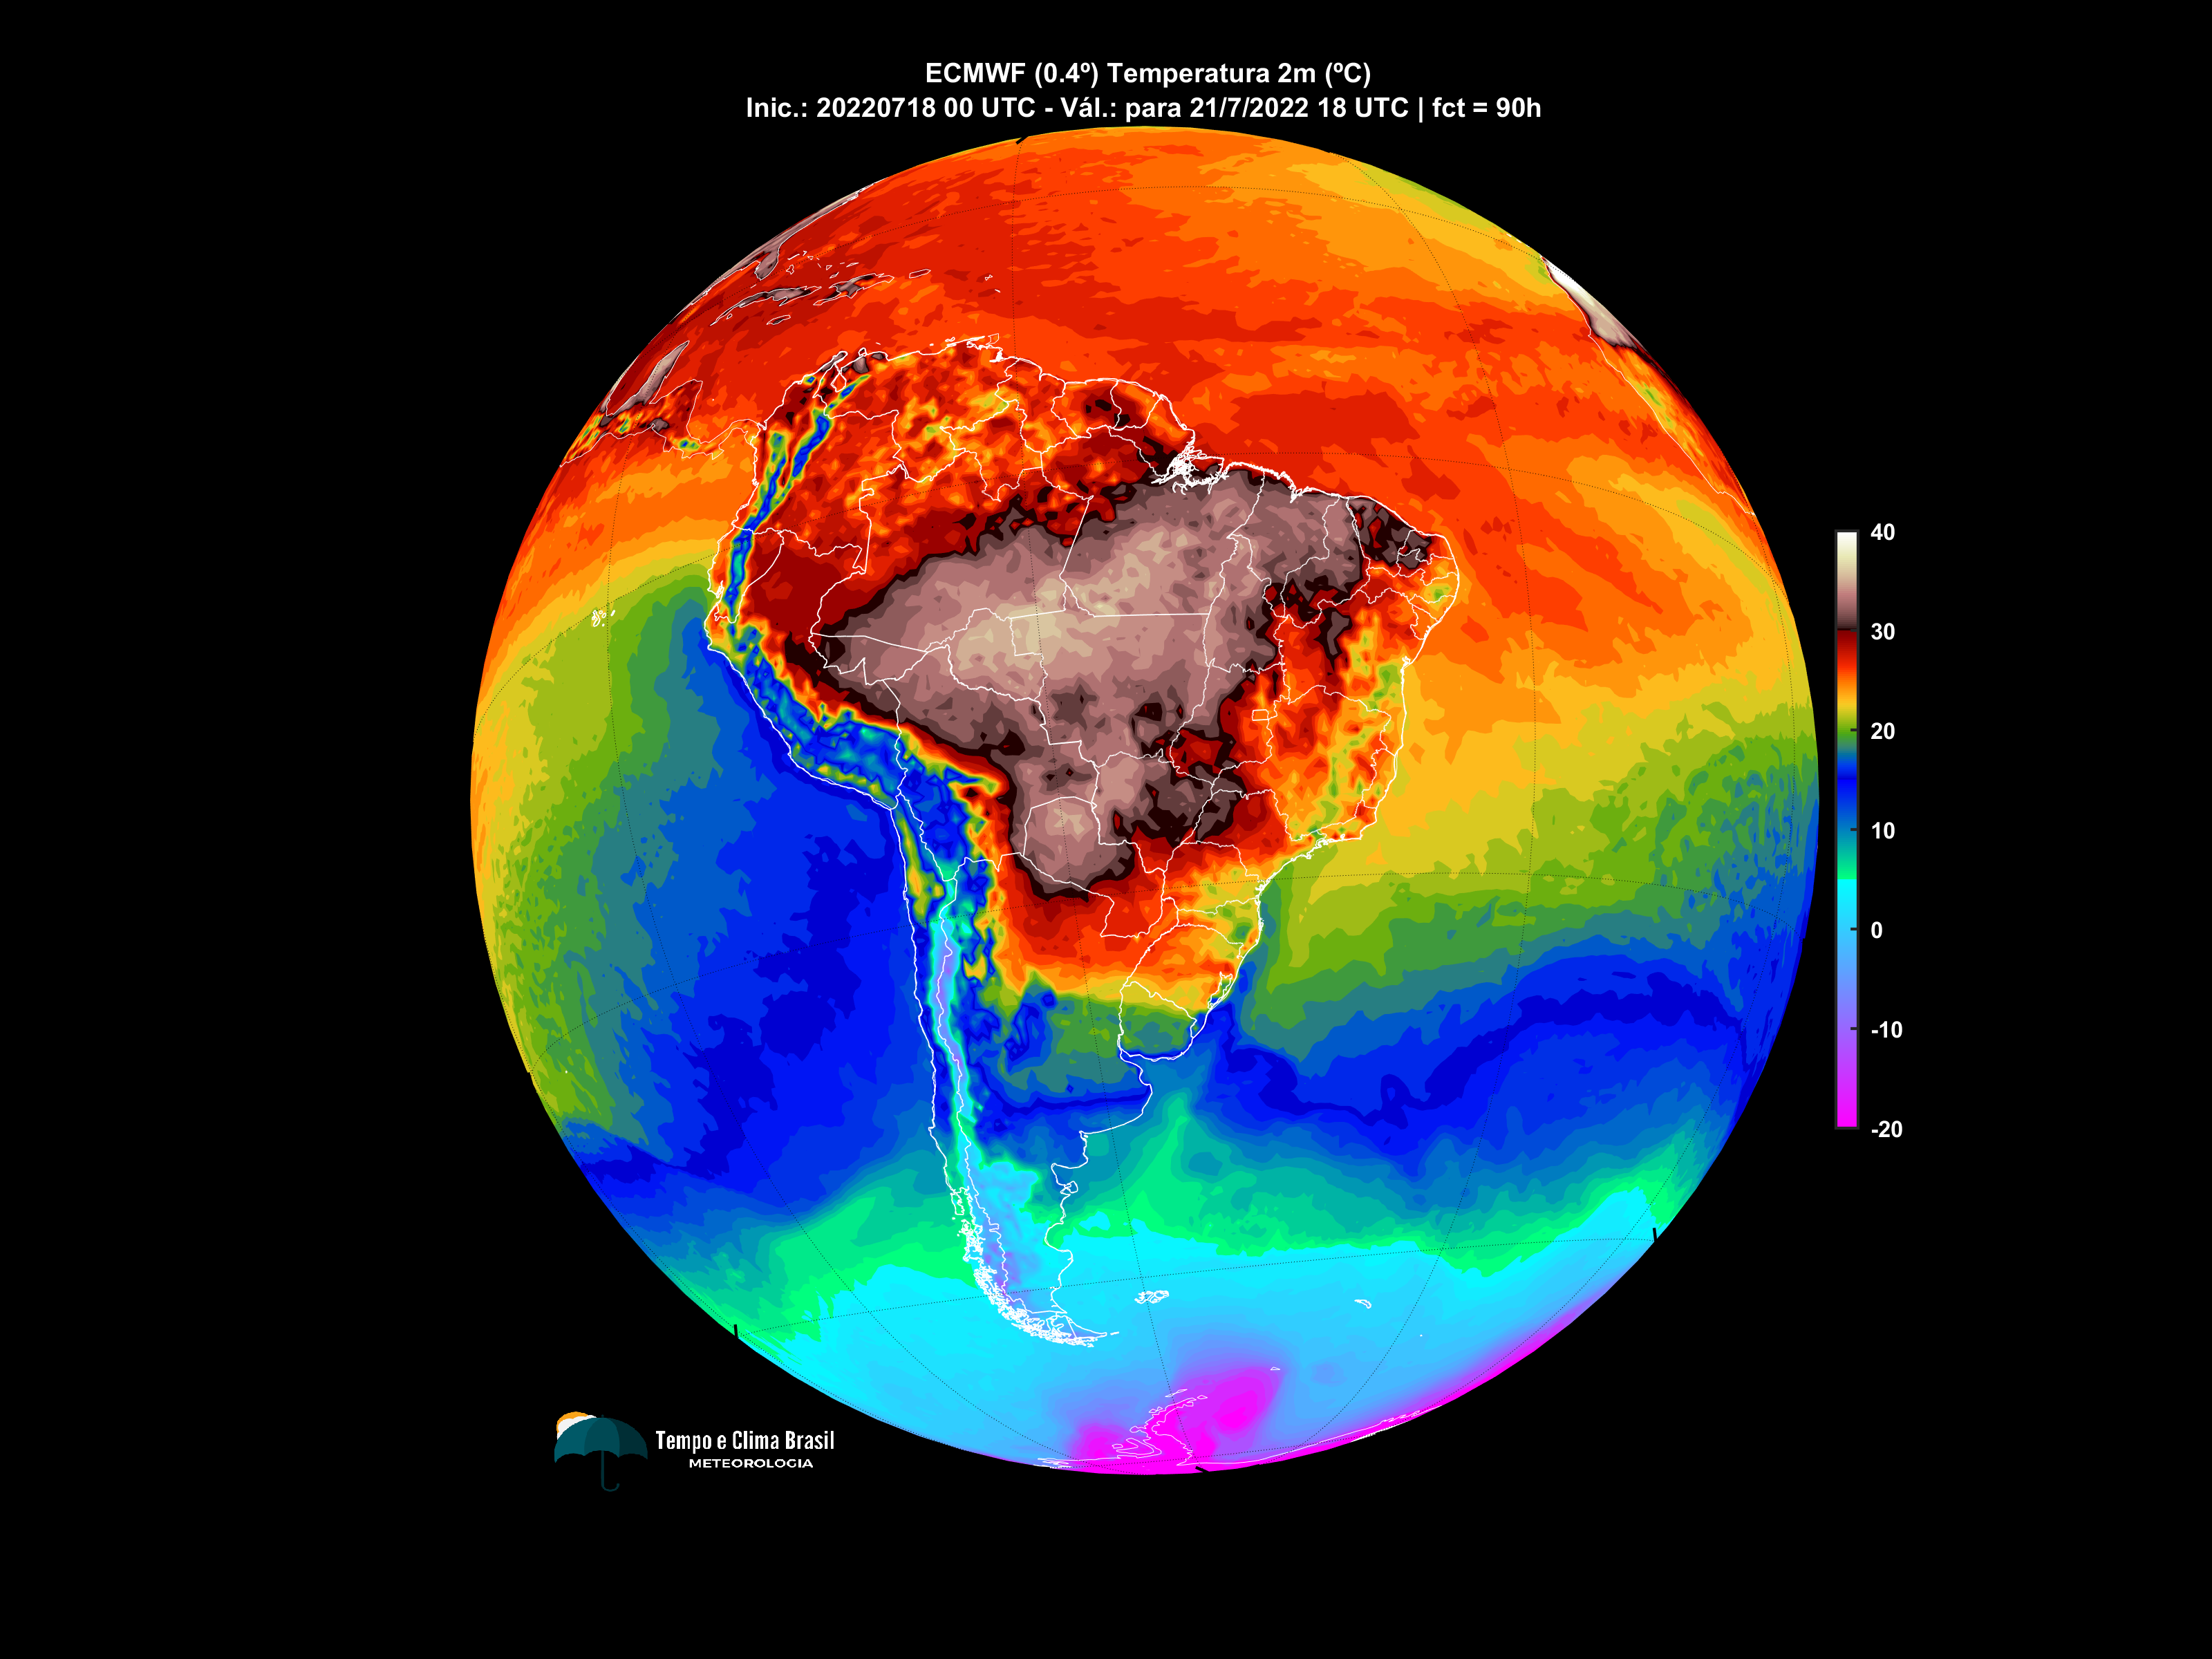 ECMWF (0.4º) Temperatura 2m (ºC)
Inic.: 20220718 00 UTC - Vál.: para 21/7/2022 18 UTC | fct = 90h
40
30
20
10
0
-10
-20
Tempo e Clima Brasil
METEOROLOGIA